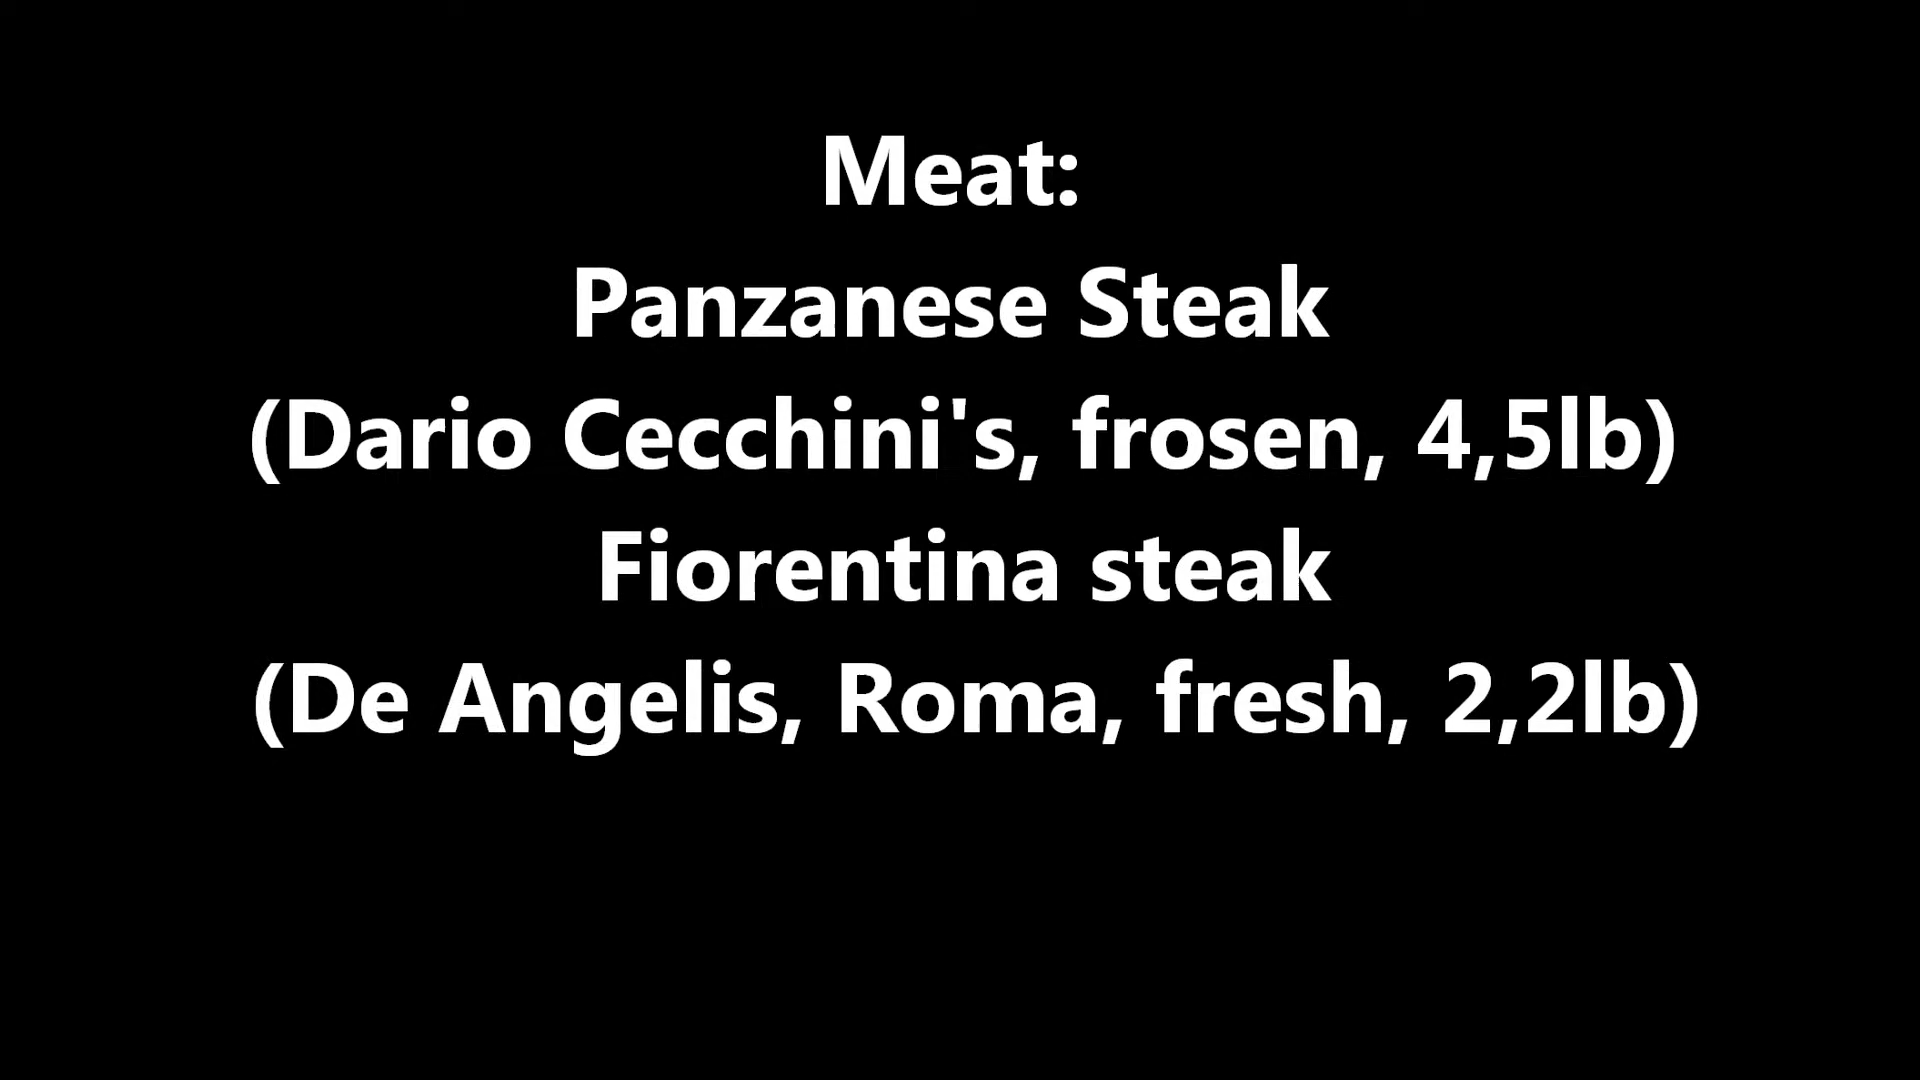 Meat:
Panzanese Steak
(Dario Cecchini's, frosen, 4,5lb)
Fiorentina steak
(De Angelis, Roma, fresh, 2,2lb)